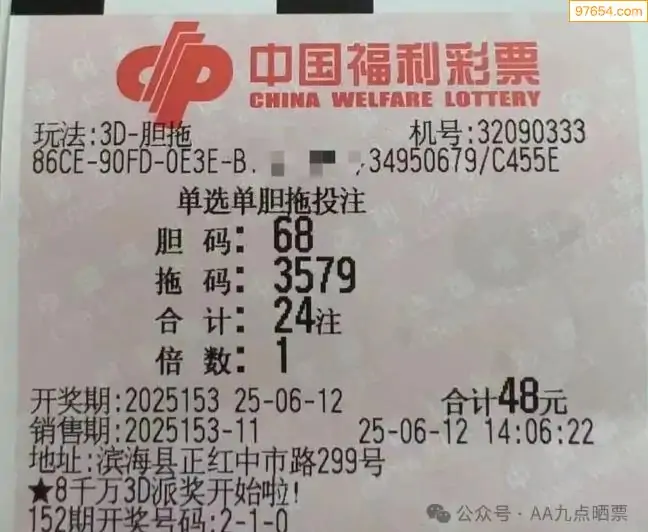 97654.com
中国福利彩票
CHINA WELFARE LOTTERY
玩法:3D-胆拖 机号:32090333
86CE-90FD-0E3E-B. ,34950679/C455E
单选单胆拖投注
胆 码: 68
拖 码: 3579
合 计: 24注
倍 数: 1
开奖期:2025153 25-06-12 合计48元
销售期:2025153-11 25-06-12 14:06:22
地址:滨海县正红中市路299号
★8千万3D派奖开始啦!
152期开奖号码:2-1-0
公众号·AA九点晒票